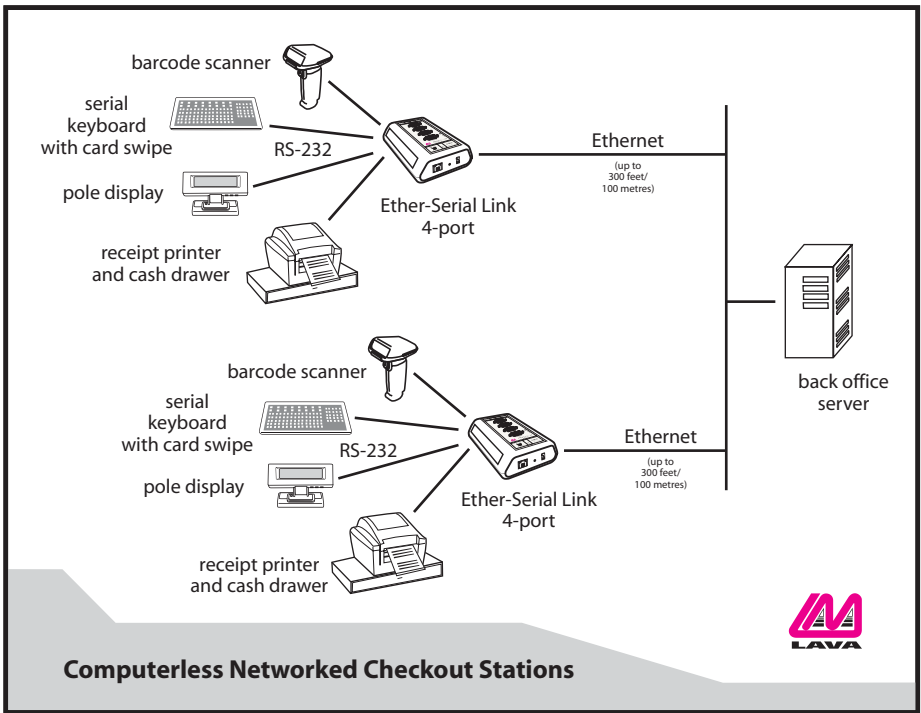 barcode scanner
serial
keyboard
with card swipe
RS-232
pole display
receipt printer
and cash drawer
Ether-Serial Link
4-port
Ethernet
(up to
300 feet/
100 metres)
back office
server
barcode scanner
serial
keyboard
with card swipe
RS-232
pole display
receipt printer
and cash drawer
Ether-Serial Link
4-port
Ethernet
(up to
300 feet/
100 metres)
LAVA
Computerless Networked Checkout Stations